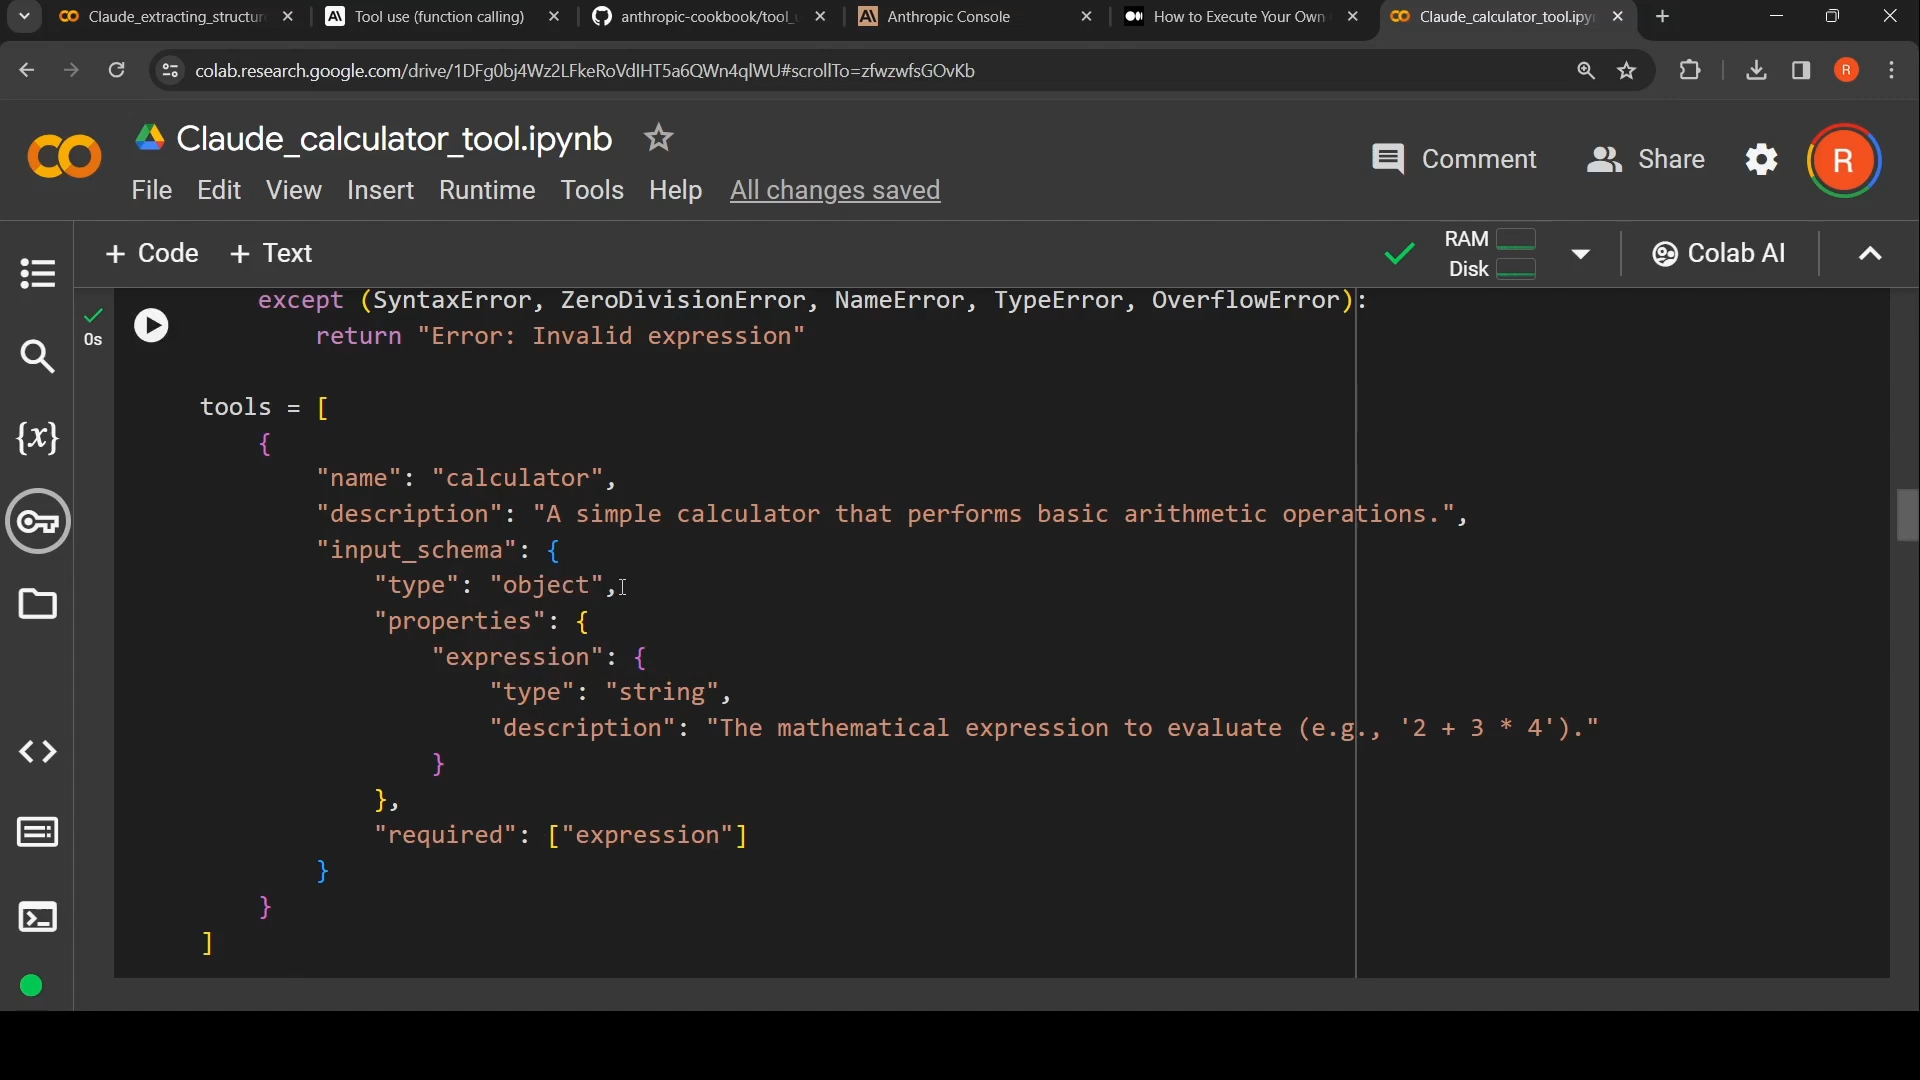 Claude_extracting_structur
Tool use (function calling)
anthropic-cookbook/tool_u
Anthropic Console
How to Execute Your Own
Claude_calculator_tool.ipy
colab.research.google.com/drive/1DFg0bj4Wz2LFkeRoVdIHT5a6QWn4qlWU#scrollTo=zfwzwfsGOvKb
R
Claude_calculator_tool.ipynb
Comment
Share
R
File Edit View Insert Runtime Tools Help All changes saved
+ Code + Text
RAM
Disk
Colab AI
except (SyntaxError, ZeroDivisionError, NameError, TypeError, OverflowError):
0s
return "Error: Invalid expression"
tools = [
{
"name": "calculator",
"description": "A simple calculator that performs basic arithmetic operations.",
"input_schema": {
"type": "object",
"properties": {
"expression": {
"type": "string",
"description": "The mathematical expression to evaluate (e.g., '2 + 3 * 4')."
}
},
"required": ["expression"]
}
}
]
{x}